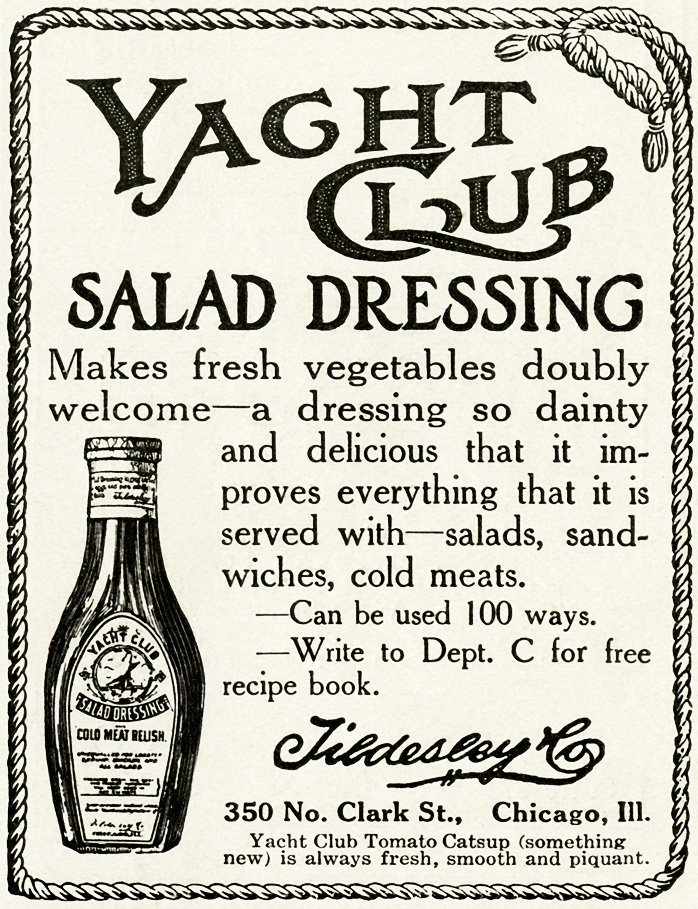 YACHT
CLUB
SALAD DRESSING
Makes fresh vegetables doubly
welcome—a dressing so dainty
and delicious that it im-
proves everything that it is
served with—salads, sand-
wiches, cold meats.
—Can be used 100 ways.
—Write to Dept. C for free
recipe book.
Tildesley & Co
350 No. Clark St., Chicago, Ill.
Yacht Club Tomato Catsup (something
new) is always fresh, smooth and piquant.
YACHT CLUB
SALAD DRESSING
COLD MEAT RELISH.
ALL SALADS